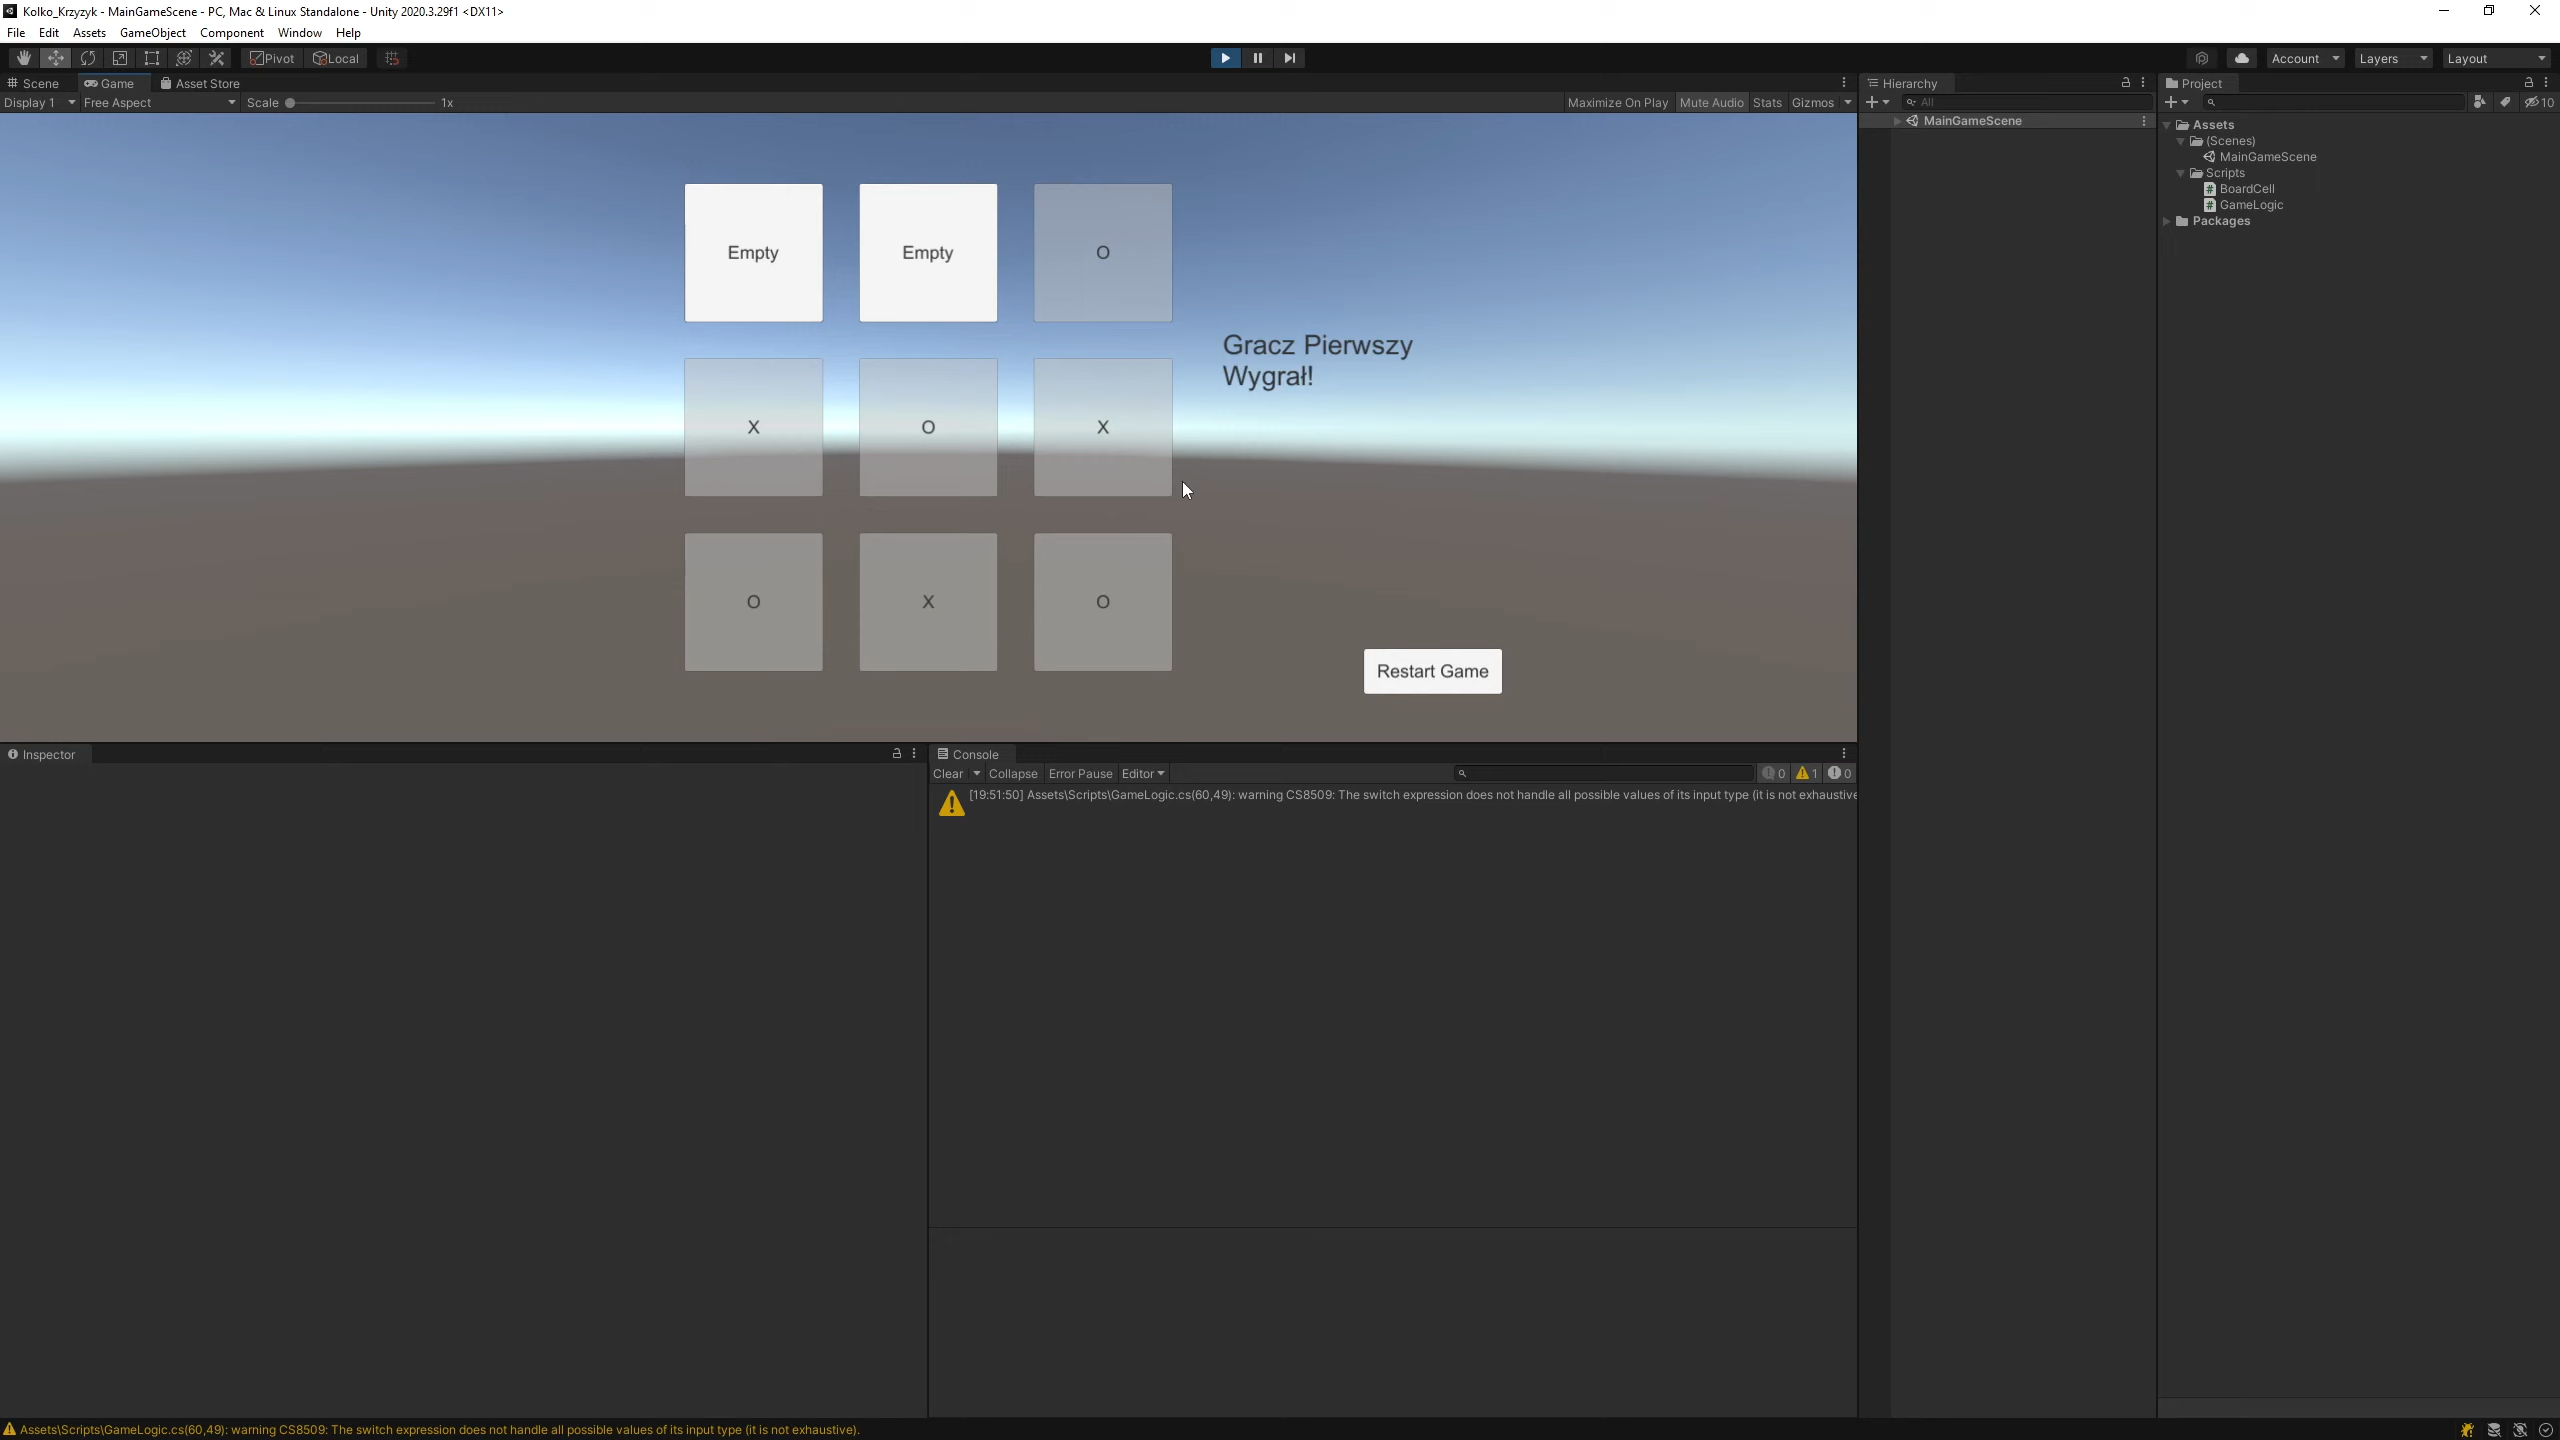 Kolko_Krzyzyk - MainGameScene - PC, Mac & Linux Standalone - Unity 2020.3.29f1 <DX11>
File Edit Assets GameObject Component Window Help
Pivot Local Account Layers Layout
Scene Game Asset Store
Display 1 Free Aspect Scale 1x Maximize On Play Mute Audio Stats Gizmos
Empty Empty O
Gracz Pierwszy
Wygrał!
X O X
O X O
Restart Game
Hierarchy
All
MainGameScene
Project
10
Assets
(Scenes)
MainGameScene
Scripts
BoardCell
GameLogic
Packages
Inspector
Console
Clear Collapse Error Pause Editor 0 1 0
[19:51:50] Assets\Scripts\GameLogic.cs(60,49): warning CS8509: The switch expression does not handle all possible values of its input type (it is not exhaustive
Assets\Scripts\GameLogic.cs(60,49): warning CS8509: The switch expression does not handle all possible values of its input type (it is not exhaustive).